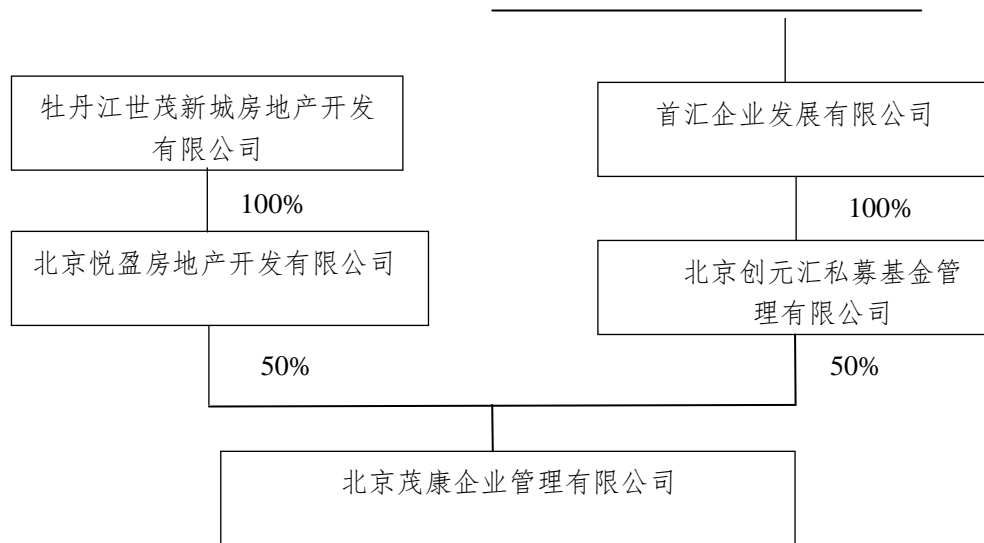 牡丹江世茂新城房地产开发
有限公司
首汇企业发展有限公司
100%
100%
北京悦盈房地产开发有限公司
北京创元汇私募基金管
理有限公司
50%
50%
北京茂康企业管理有限公司